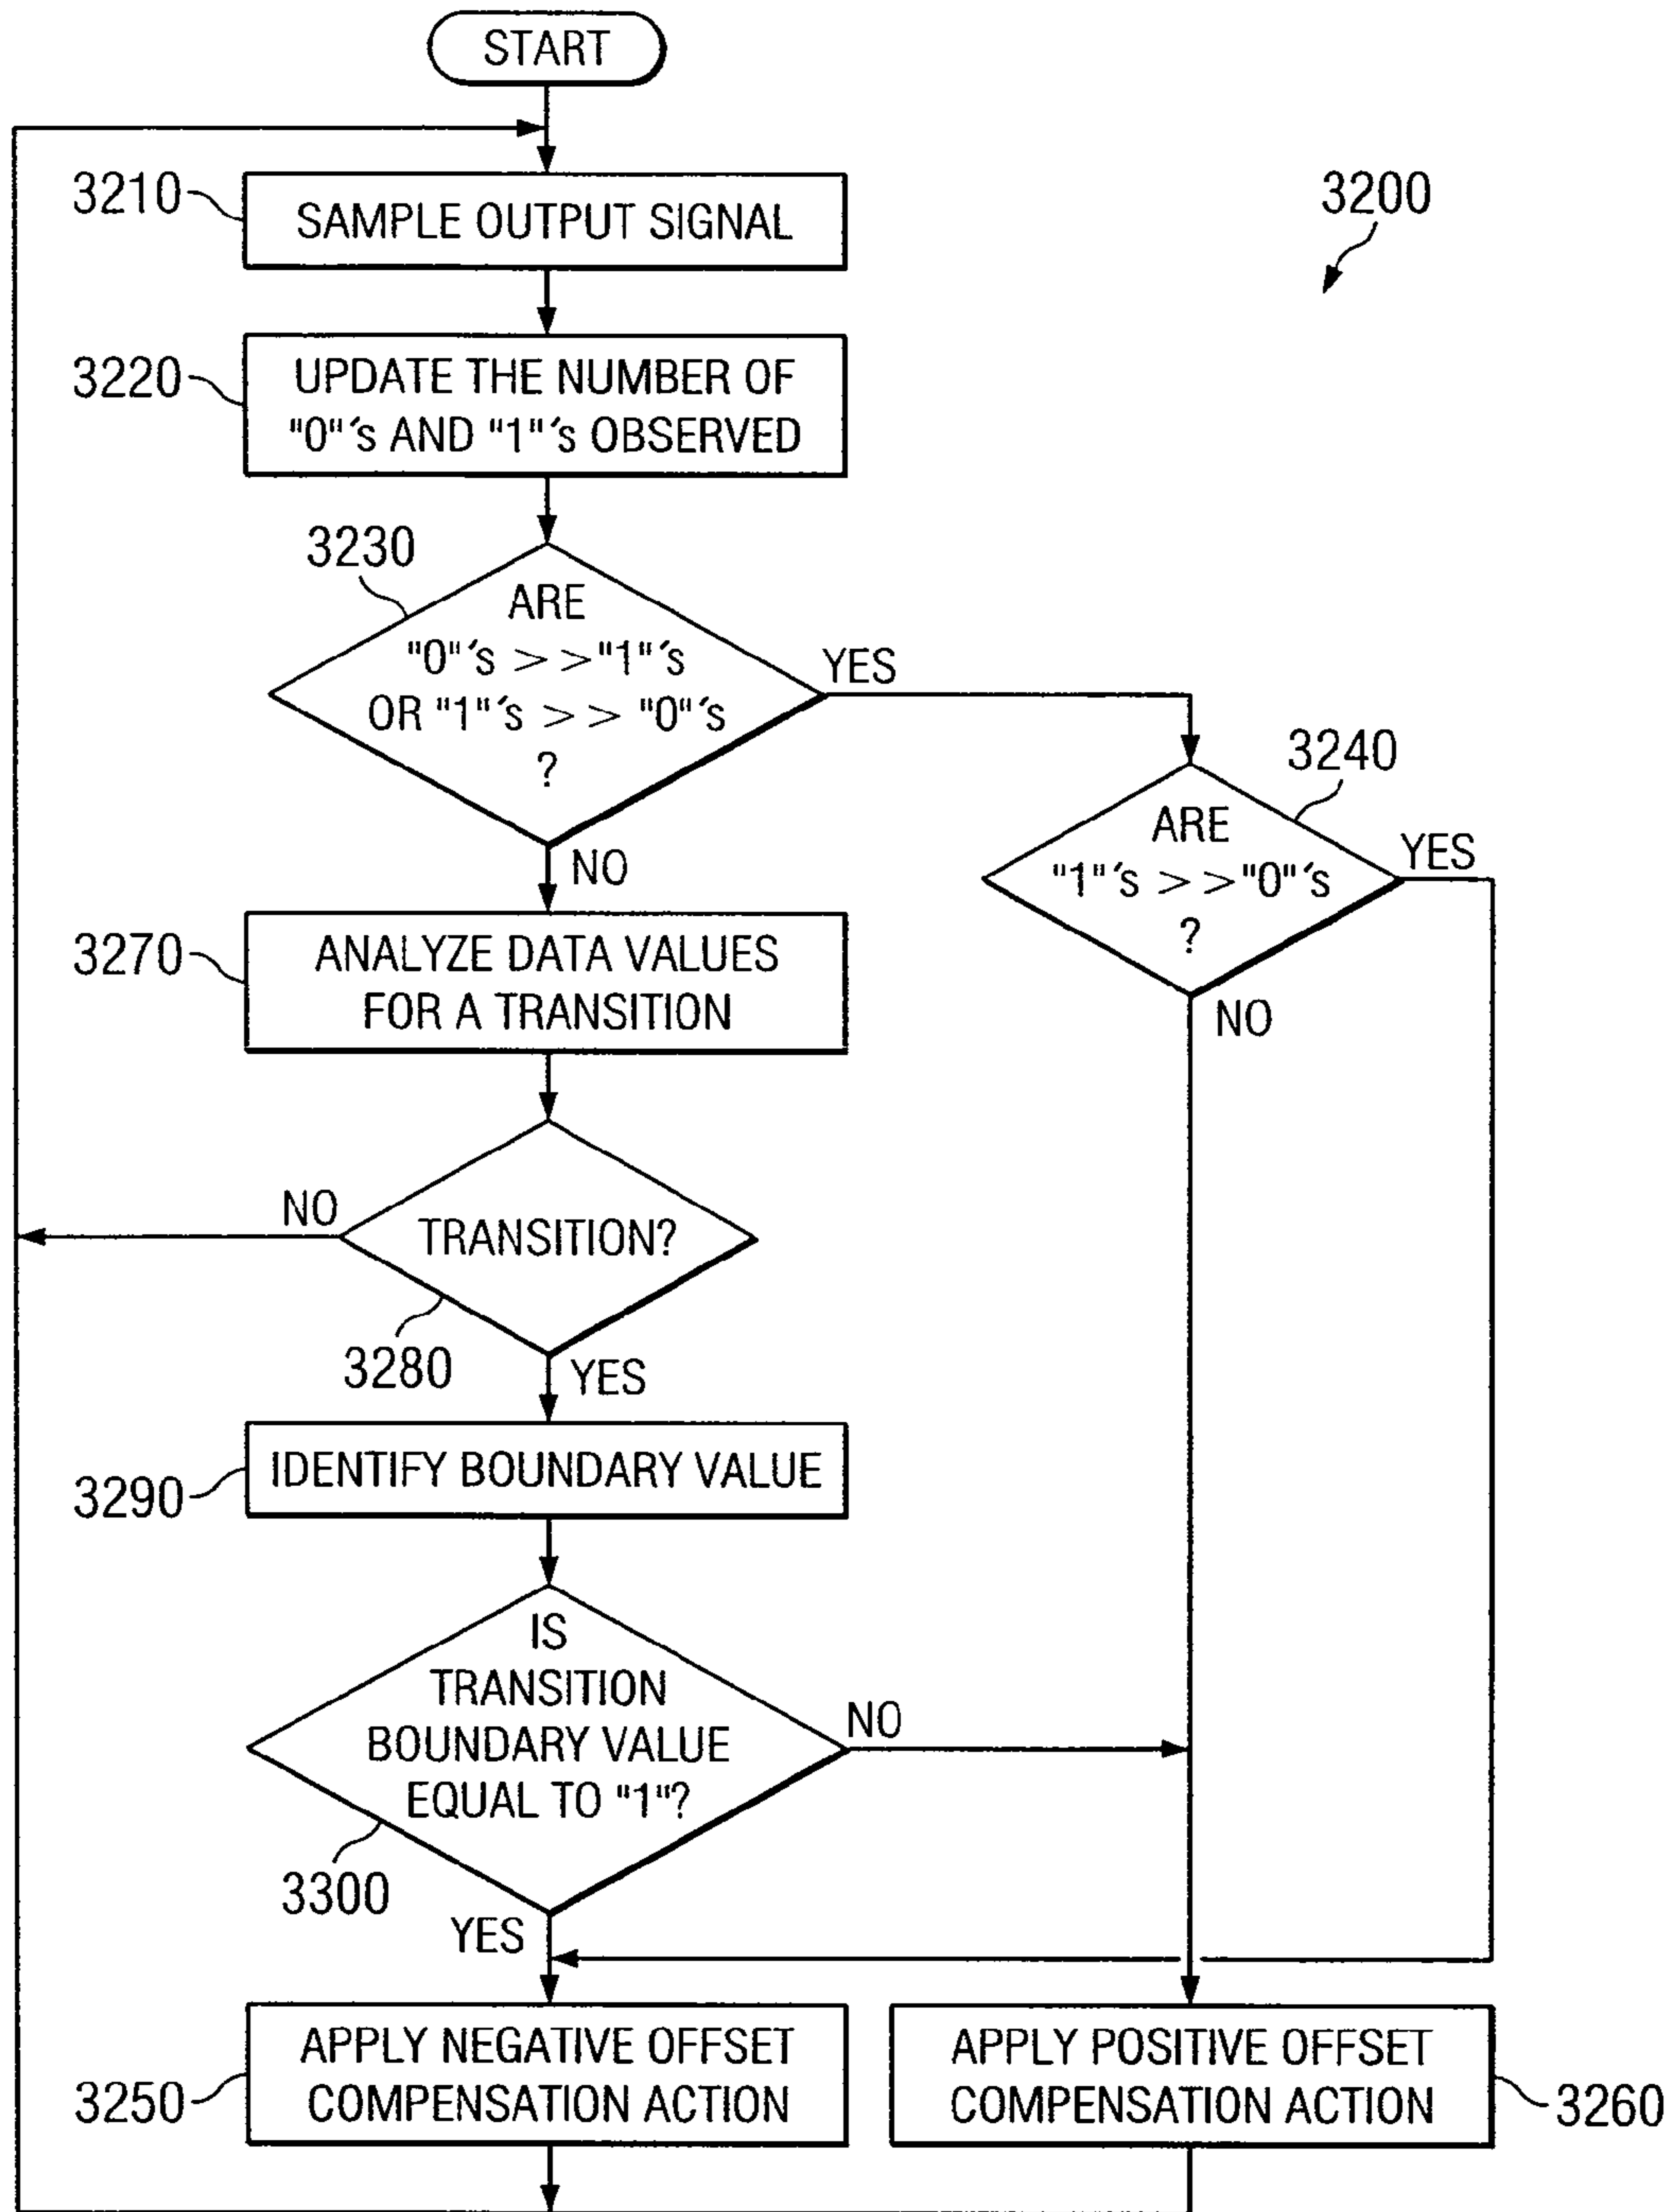 START
3200
3210
SAMPLE OUTPUT SIGNAL
3220
UPDATE THE NUMBER OF
"0"'s AND "1"'s OBSERVED
3230
ARE
"0"'s >> "1"'s
OR "1"'s >> "0"'s
?
YES
NO
3240
ARE
"1"'s >> "0"'s
?
YES
NO
3270
ANALYZE DATA VALUES
FOR A TRANSITION
NO
TRANSITION?
3280
YES
3290
IDENTIFY BOUNDARY VALUE
IS
TRANSITION
BOUNDARY VALUE
EQUAL TO "1"?
NO
3300
YES
3250
APPLY NEGATIVE OFFSET
COMPENSATION ACTION
APPLY POSITIVE OFFSET
COMPENSATION ACTION
3260